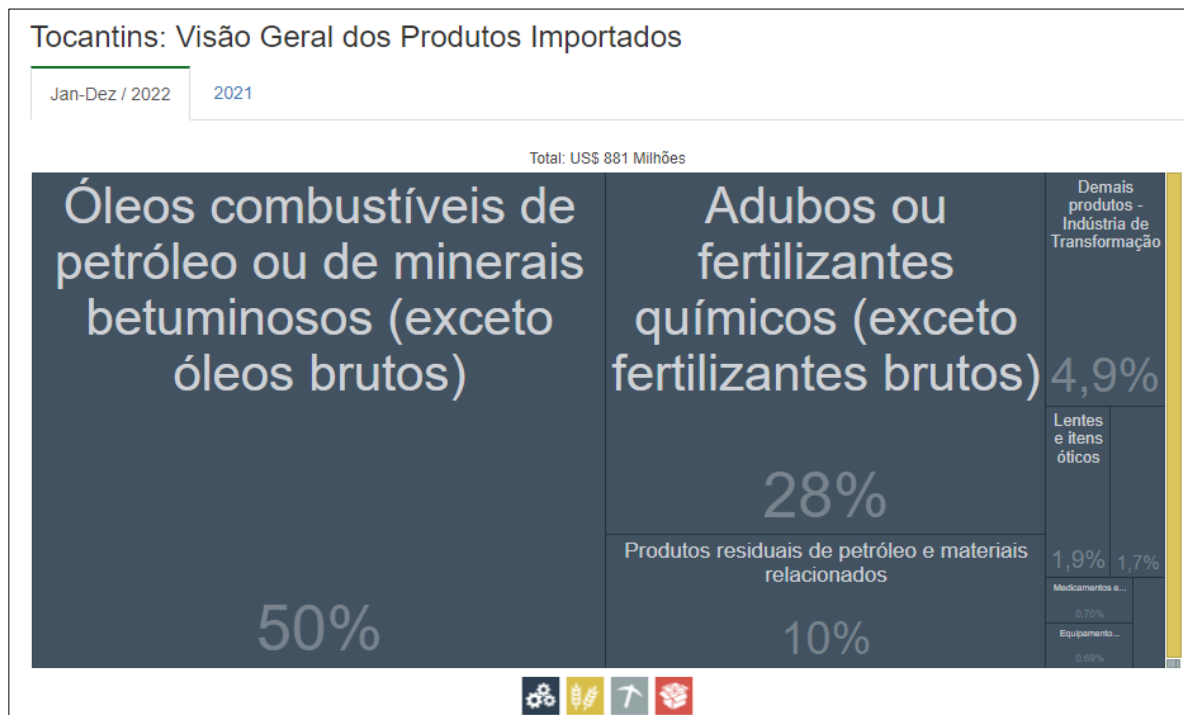 Tocantins: Visão Geral dos Produtos Importados
Jan-Dez / 2022
2021
Total: US$ 881 Milhões
Óleos combustíveis de
petróleo ou de minerais
betuminosos (exceto
óleos brutos)
50%
Adubos ou
fertilizantes
químicos (exceto
fertilizantes brutos)
28%
Produtos residuais de petróleo e materiais
relacionados
10%
Demais
produtos -
Indústria de
Transformação
4,9%
Lentes
e itens
óticos
1,9%
1,7%
Medicamentos e...
0,70%
Equipamento...
0,69%